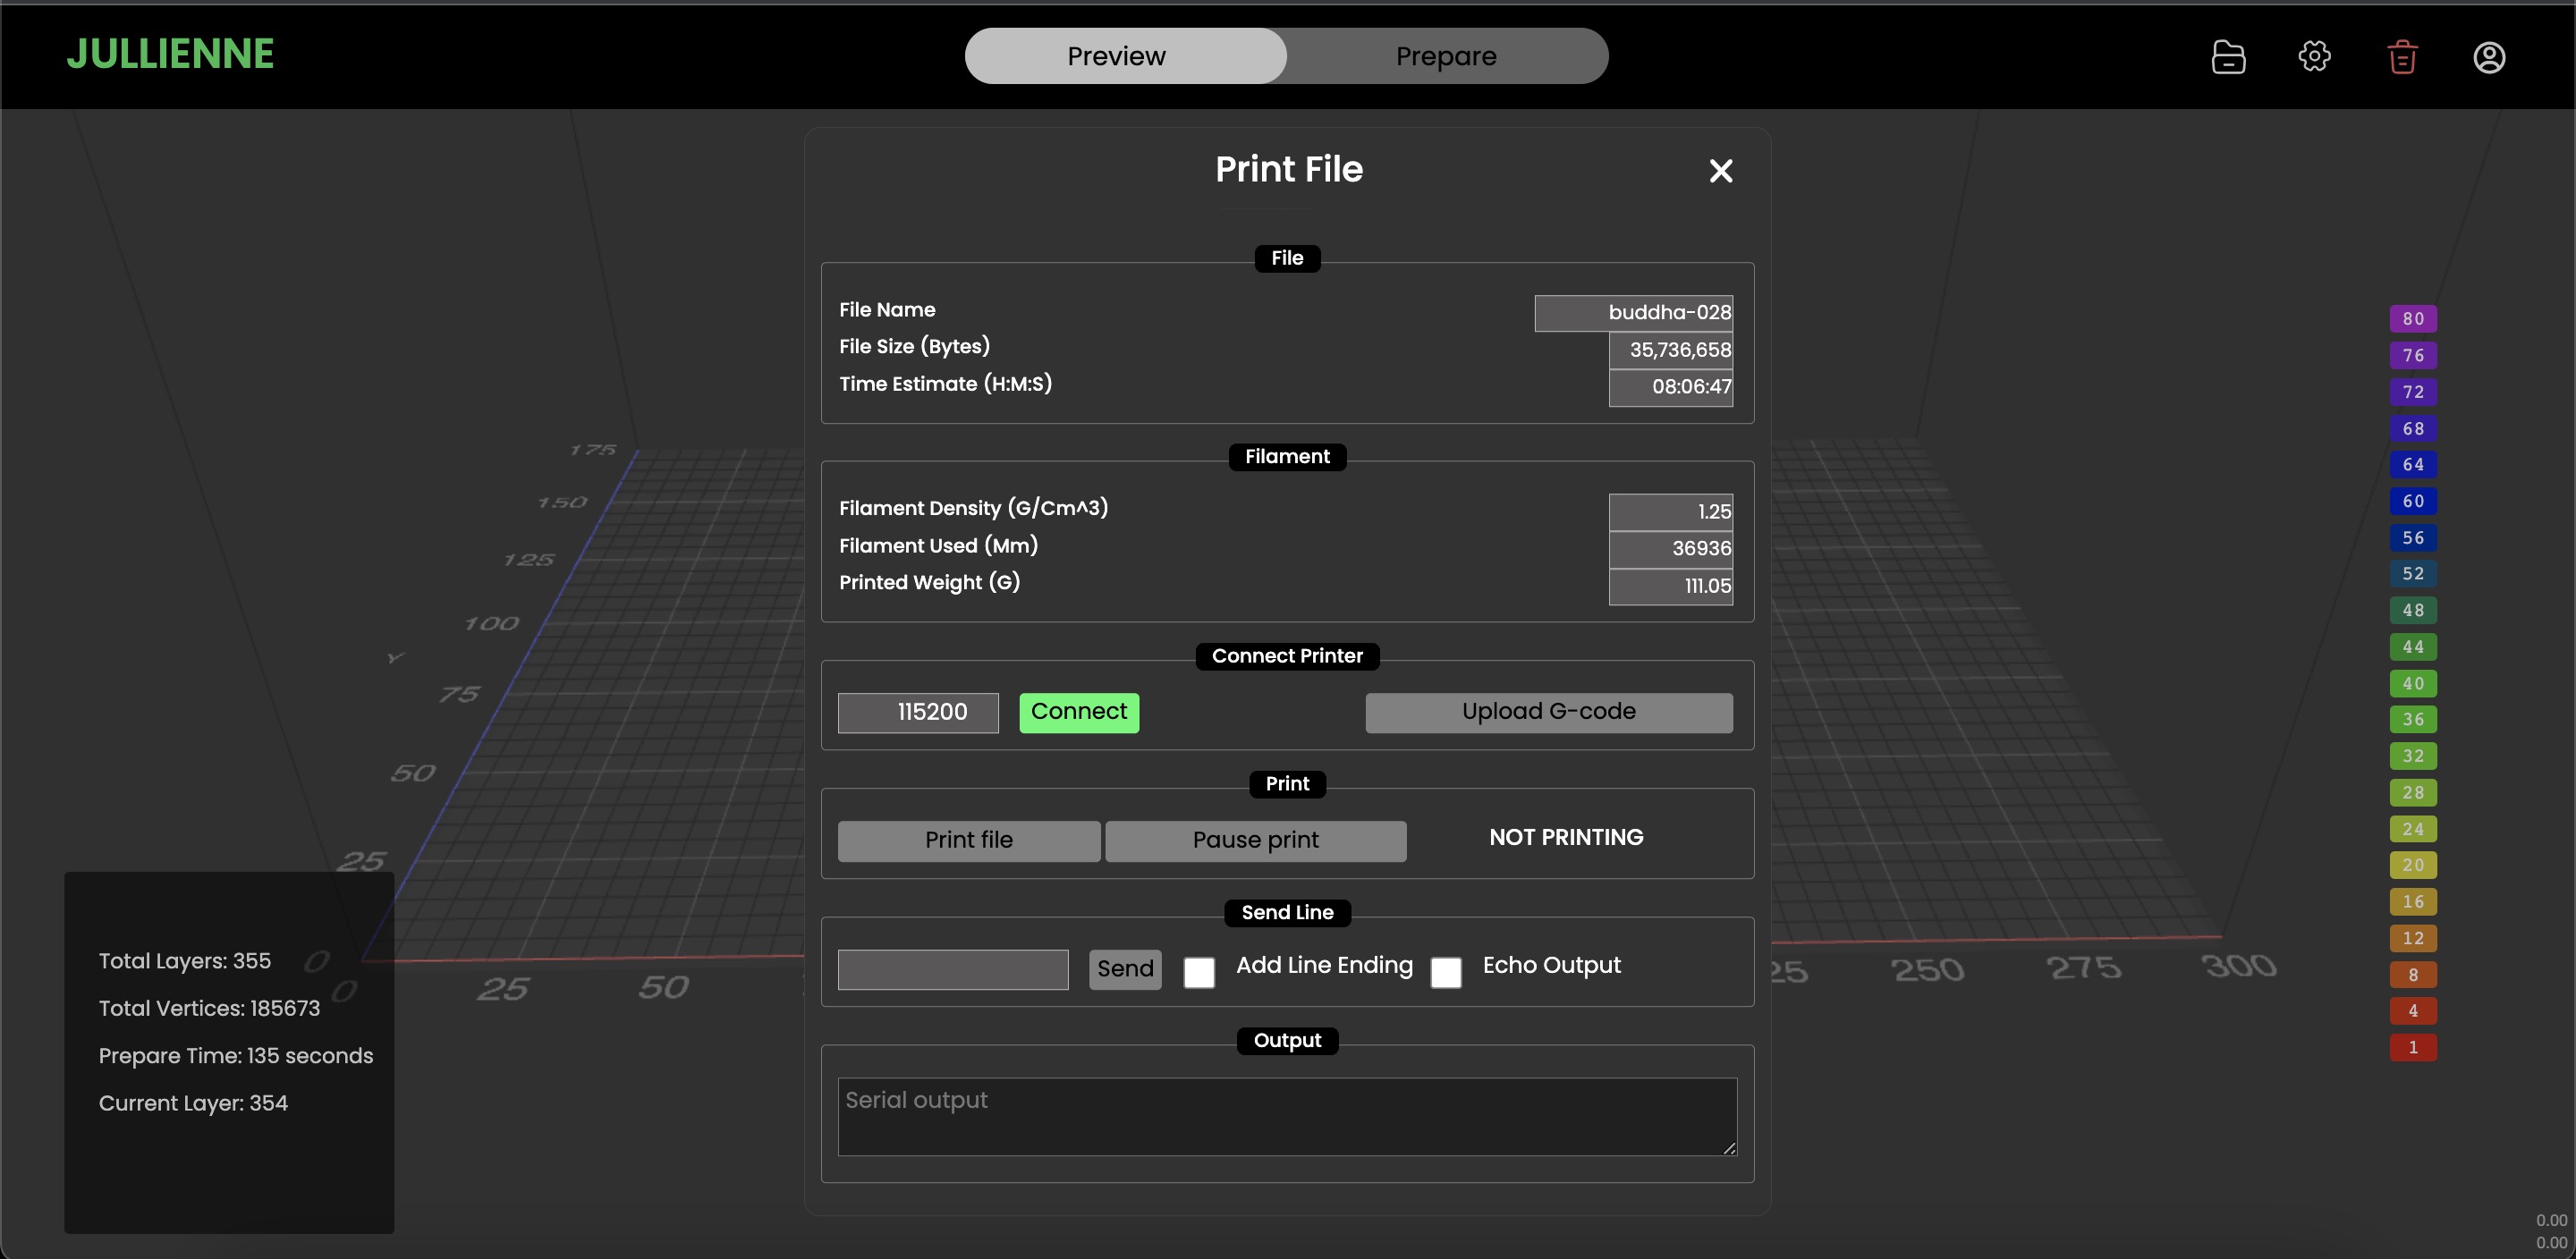 JULLIENNE
Preview
Prepare
Print File
File
File Name
buddha-028
File Size (Bytes)
35,736,658
Time Estimate (H:M:S)
08:06:47
Filament
Filament Density (G/Cm^3)
1.25
Filament Used (Mm)
36936
Printed Weight (G)
111.05
Connect Printer
115200
Connect
Upload G-code
Print
Print file
Pause print
NOT PRINTING
Send Line
Send
Add Line Ending
Echo Output
Output
Serial output
175
150
125
100
Y
75
50
25
0
0
25
50
25
250
275
300
Total Layers: 355
Total Vertices: 185673
Prepare Time: 135 seconds
Current Layer: 354
80
76
72
68
64
60
56
52
48
44
40
36
32
28
24
20
16
12
8
4
1
0.00
0.00